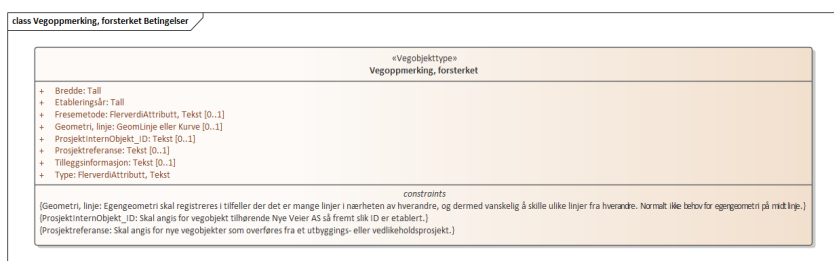 class Vegoppmerking, forsterket Betingelser
«Vegobjekttype»
Vegoppmerking, forsterket
+ Bredde: Tall
+ Etableringsår: Tall
+ Fresemetode: FlerverdiAttributt, Tekst [0..1]
+ Geometri, linje: GeomLinje eller Kurve [0..1]
+ ProsjektInternObjekt_ID: Tekst [0..1]
+ Prosjektreferanse: Tekst [0..1]
+ Tilleggsinformasjon: Tekst [0..1]
+ Type: FlerverdiAttributt, Tekst
constraints
{Geometri, linje: Egengeometri skal registreres i tilfeller der det er mange linjer i nærheten av hverandre, og dermed vanskelig å skille ulike linjer fra hverandre. Normalt ikke behov for egengeometri på midtlinje.}
{ProsjektInternObjekt_ID: Skal angis for vegobjekt tilhørende Nye Veier AS så fremt slik ID er etablert.}
{Prosjektreferanse: Skal angis for nye vegobjekter som overføres fra et utbyggings- eller vedlikeholdsprosjekt.}